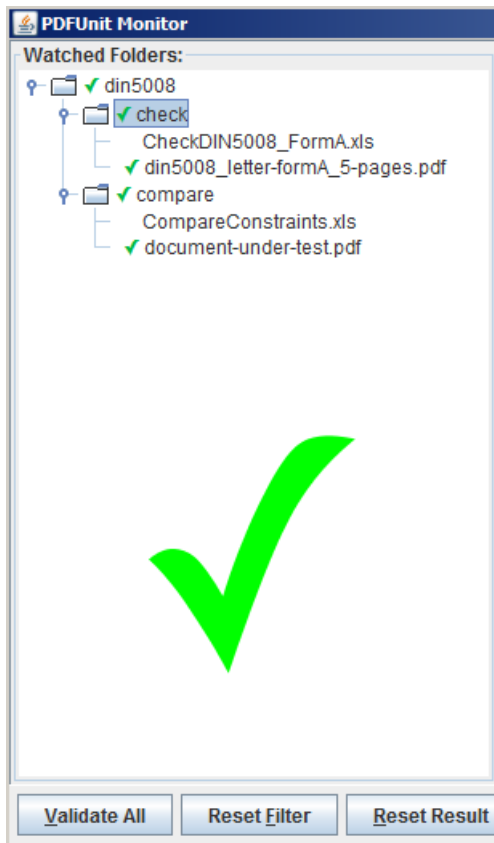 PDFUnit Monitor
Watched Folders:
din5008
check
CheckDIN5008_FormA.xls
din5008_letter-formA_5-pages.pdf
compare
CompareConstraints.xls
document-under-test.pdf
Validate All Reset Filter Reset Result